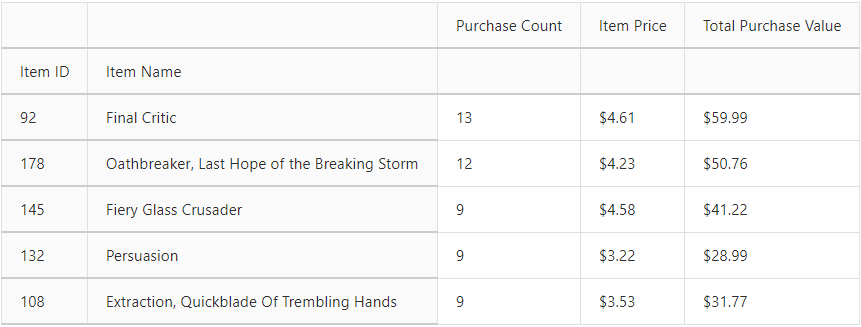 Purchase Count Item Price Total Purchase Value
Item ID Item Name
92 Final Critic 13 $4.61 $59.99
178 Oathbreaker, Last Hope of the Breaking Storm 12 $4.23 $50.76
145 Fiery Glass Crusader 9 $4.58 $41.22
132 Persuasion 9 $3.22 $28.99
108 Extraction, Quickblade Of Trembling Hands 9 $3.53 $31.77